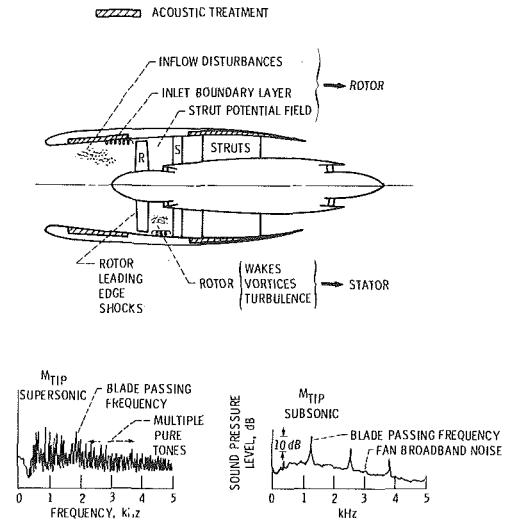 ACOUSTIC TREATMENT
INFLOW DISTURBANCES
INLET BOUNDARY LAYER
STRUT POTENTIAL FIELD
ROTOR
R
S
STRUTS
ROTOR
LEADING
EDGE
SHOCKS
ROTOR
WAKES
VORTICES
TURBULENCE
STATOR
MTIP
SUPERSONIC
BLADE PASSING
FREQUENCY
MULTIPLE
PURE
TONES
0 1 2 3 4 5
FREQUENCY, kHz
SOUND PRESSURE
LEVEL, dB
MTIP
SUBSONIC
10 dB
BLADE PASSING FREQUENCY
FAN BROADBAND NOISE
0 1 2 3 4 5
kHz